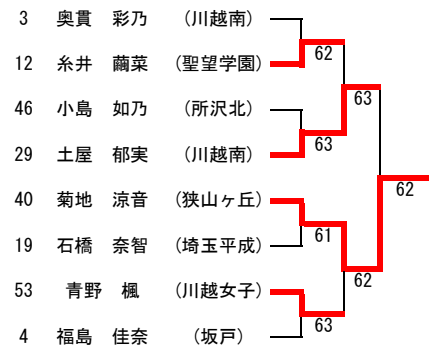 3 奥貫 彩乃 (川越南)
62
12 糸井 繭菜 (聖望学園)
63
46 小島 如乃 (所沢北)
63
29 土屋 郁実 (川越南)
62
40 菊地 涼音 (狭山ヶ丘)
61
19 石橋 奈智 (埼玉平成)
62
53 青野 楓 (川越女子)
63
4 福島 佳奈 (坂戸)